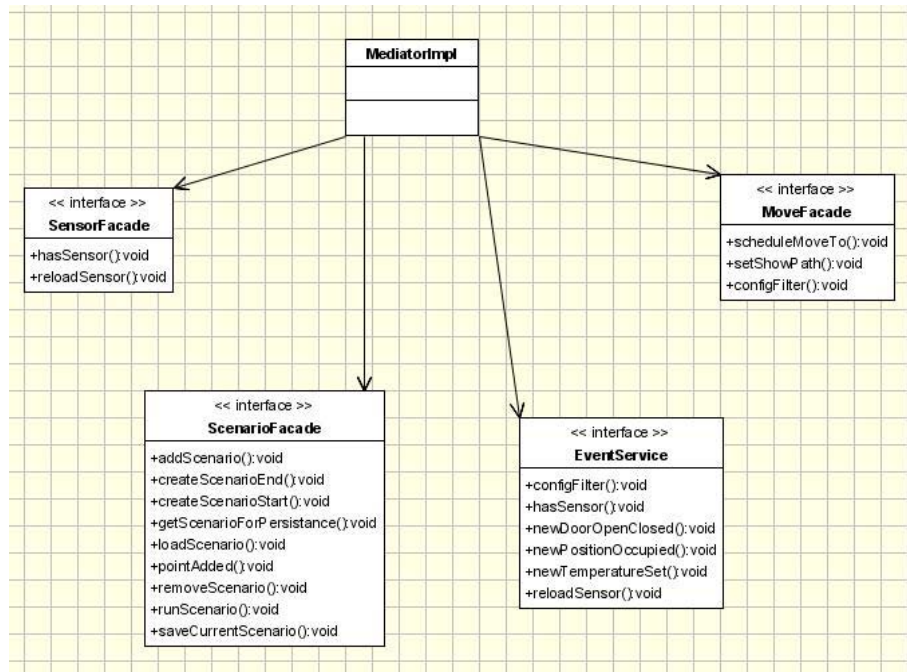 MediatorImpl
<< interface >>
SensorFacade
+hasSensor():void
+reloadSensor():void
<< interface >>
MoveFacade
+scheduleMoveTo():void
+setShowPath():void
+configFilter():void
<< interface >>
ScenarioFacade
+addScenario():void
+createScenarioEnd():void
+createScenarioStart():void
+getScenarioForPersistance():void
+loadScenario():void
+pointAdded():void
+removeScenario():void
+runScenario():void
+saveCurrentScenario():void
<< interface >>
EventService
+configFilter():void
+hasSensor():void
+newDoorOpenClosed():void
+newPositionOccupied():void
+newTemperatureSet():void
+reloadSensor():void